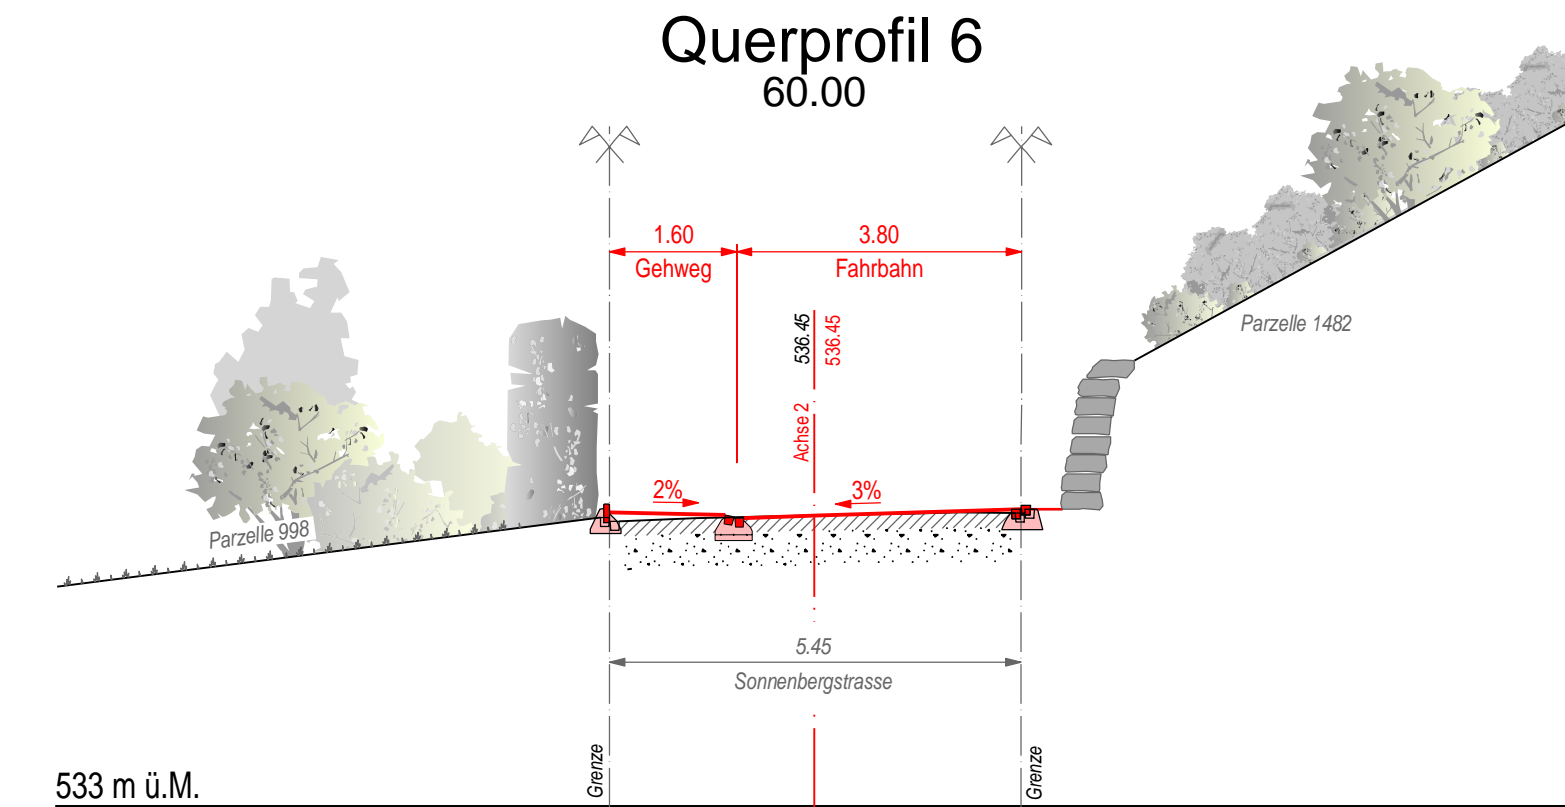 Querprofil 6
60.00
1.60
3.80
Gehweg
Fahrbahn
536.45
536.45
Parzelle 1482
Achse 2
2%
3%
Parzelle 998
5.45
Sonnenbergstrasse
Grenze
Grenze
533 m ü.M.